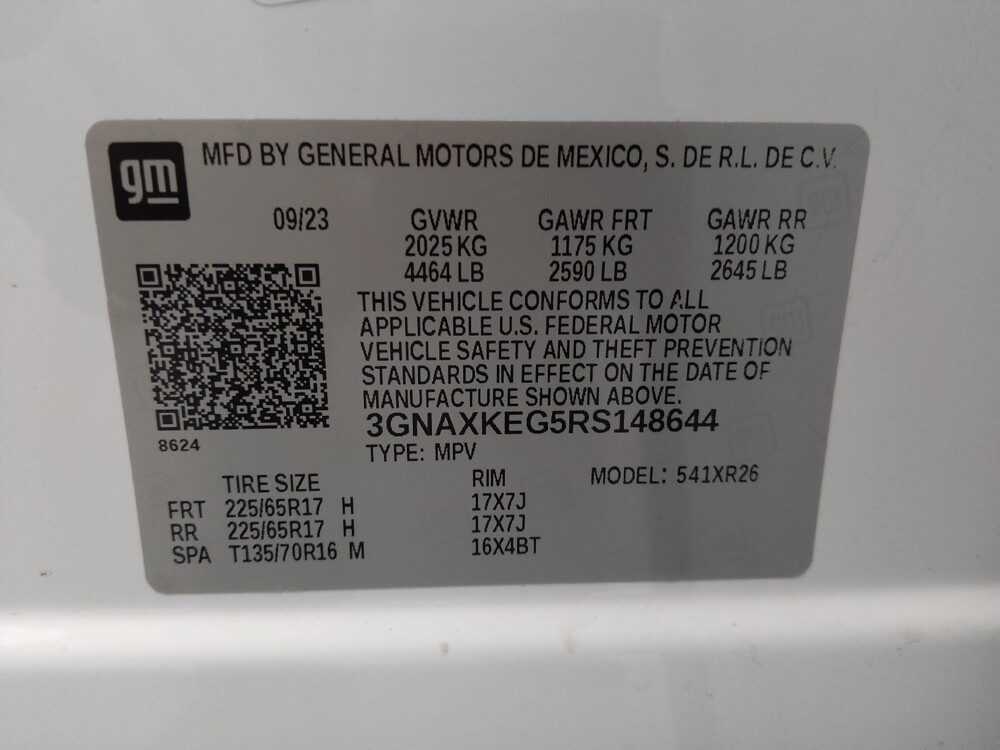 gm MFD BY GENERAL MOTORS DE MEXICO, S. DE R.L. DE C.V.
09/23 GVWR GAWR FRT GAWR RR
2025 KG 1175 KG 1200 KG
4464 LB 2590 LB 2645 LB
THIS VEHICLE CONFORMS TO ALL
APPLICABLE U.S. FEDERAL MOTOR
VEHICLE SAFETY AND THEFT PREVENTION
STANDARDS IN EFFECT ON THE DATE OF
MANUFACTURE SHOWN ABOVE.
3GNAXKEG5RS148644
8624
TYPE: MPV
TIRE SIZE RIM MODEL: 541XR26
FRT 225/65R17 H 17X7J
RR 225/65R17 H 17X7J
SPA T135/70R16 M 16X4BT